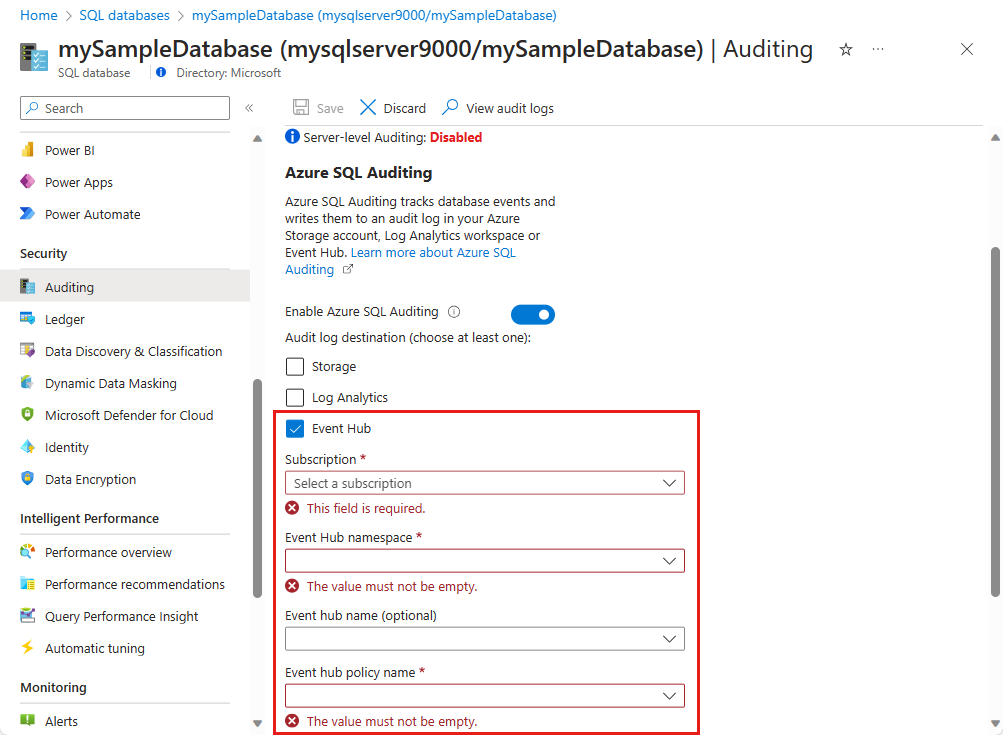 Home > SQL databases > mySampleDatabase (mysqlserver9000/mySampleDatabase)
mySampleDatabase (mysqlserver9000/mySampleDatabase) | Auditing
SQL database
Directory: Microsoft
Search
Power BI
Power Apps
Power Automate
Security
Auditing
Ledger
Data Discovery & Classification
Dynamic Data Masking
Microsoft Defender for Cloud
Identity
Data Encryption
Intelligent Performance
Performance overview
Performance recommendations
Query Performance Insight
Automatic tuning
Monitoring
Alerts
Save
Discard
View audit logs
Server-level Auditing: Disabled
Azure SQL Auditing
Azure SQL Auditing tracks database events and
writes them to an audit log in your Azure
Storage account, Log Analytics workspace or
Event Hub. Learn more about Azure SQL
Auditing
Enable Azure SQL Auditing
Audit log destination (choose at least one):
Storage
Log Analytics
Event Hub
Subscription *
Select a subscription
This field is required.
Event Hub namespace *
The value must not be empty.
Event hub name (optional)
Event hub policy name *
The value must not be empty.